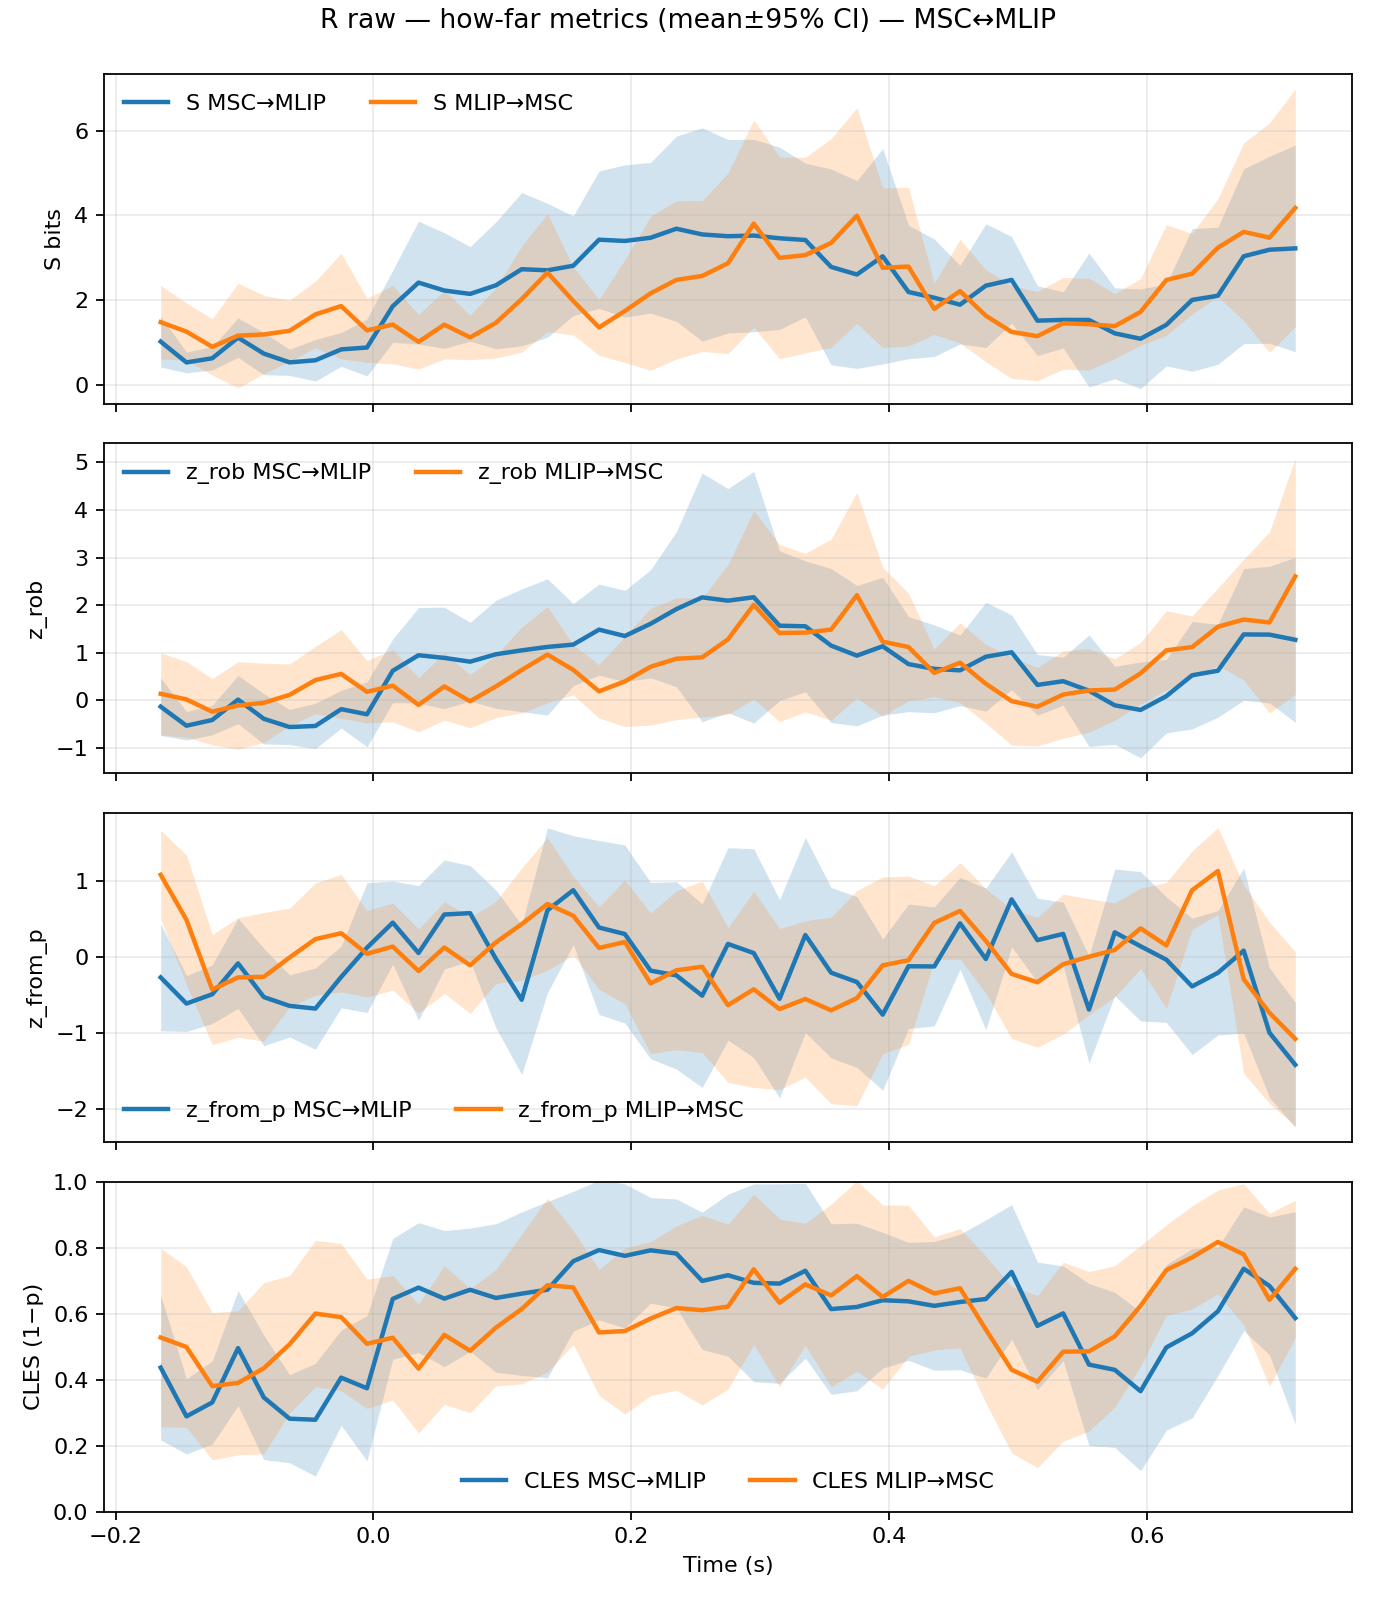 R raw — how-far metrics (mean±95% CI) — MSC↔MLIP
S MSC→MLIP S MLIP→MSC
6
4
2
0
S bits
z_rob MSC→MLIP z_rob MLIP→MSC
5
4
3
2
1
0
−1
z_rob
1
0
−1
−2
z_from_p
z_from_p MSC→MLIP z_from_p MLIP→MSC
1.0
0.8
0.6
0.4
0.2
0.0
CLES (1−p)
CLES MSC→MLIP CLES MLIP→MSC
−0.2 0.0 0.2 0.4 0.6
Time (s)